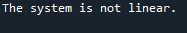 The system is not linear.